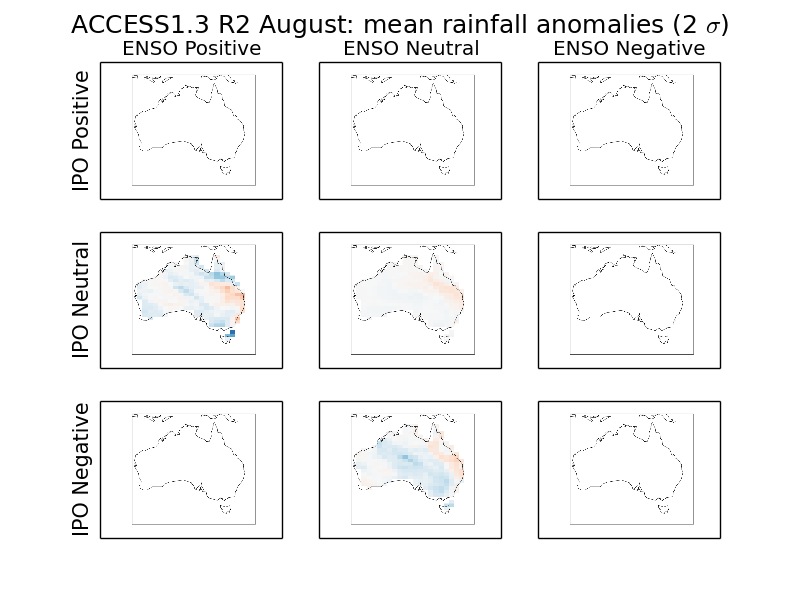 ACCESS1.3 R2 August: mean rainfall anomalies (2 σ)
ENSO Positive
ENSO Neutral
ENSO Negative
IPO Positive
IPO Neutral
IPO Negative